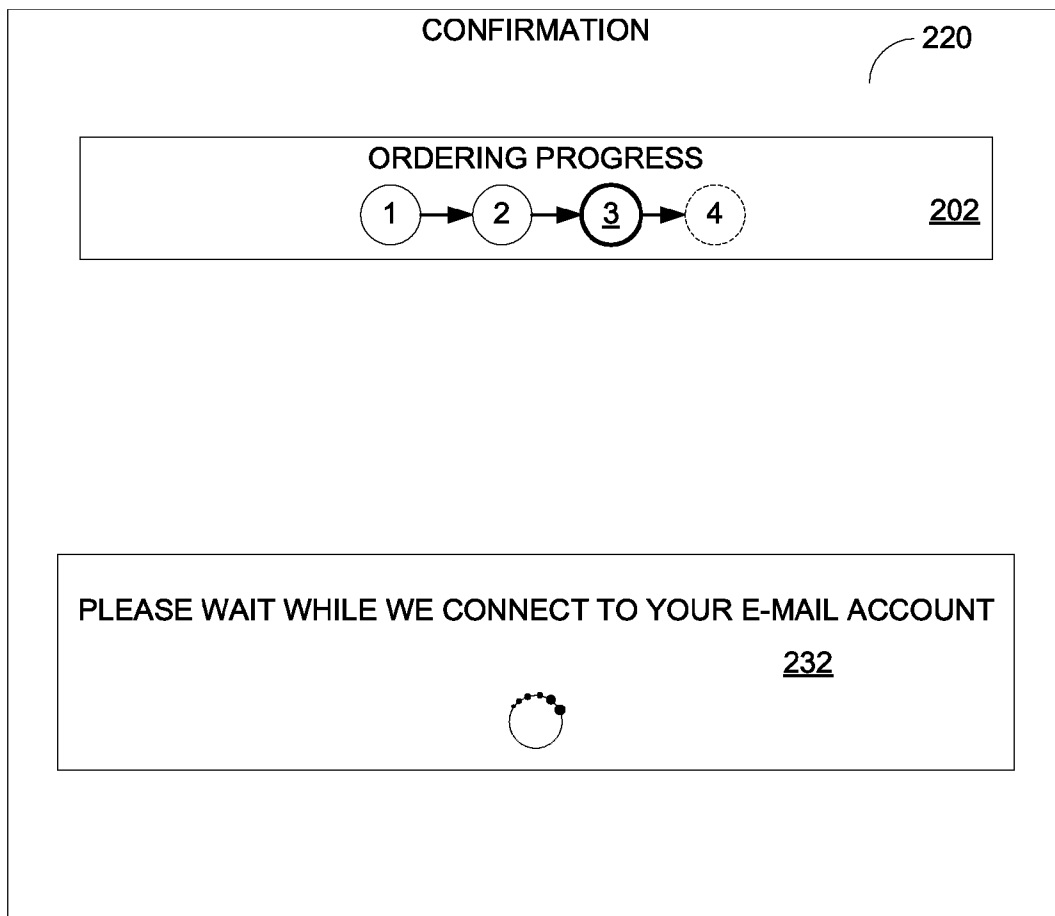 CONFIRMATION
220
ORDERING PROGRESS
1 2 3 4
202
PLEASE WAIT WHILE WE CONNECT TO YOUR E-MAIL ACCOUNT
232